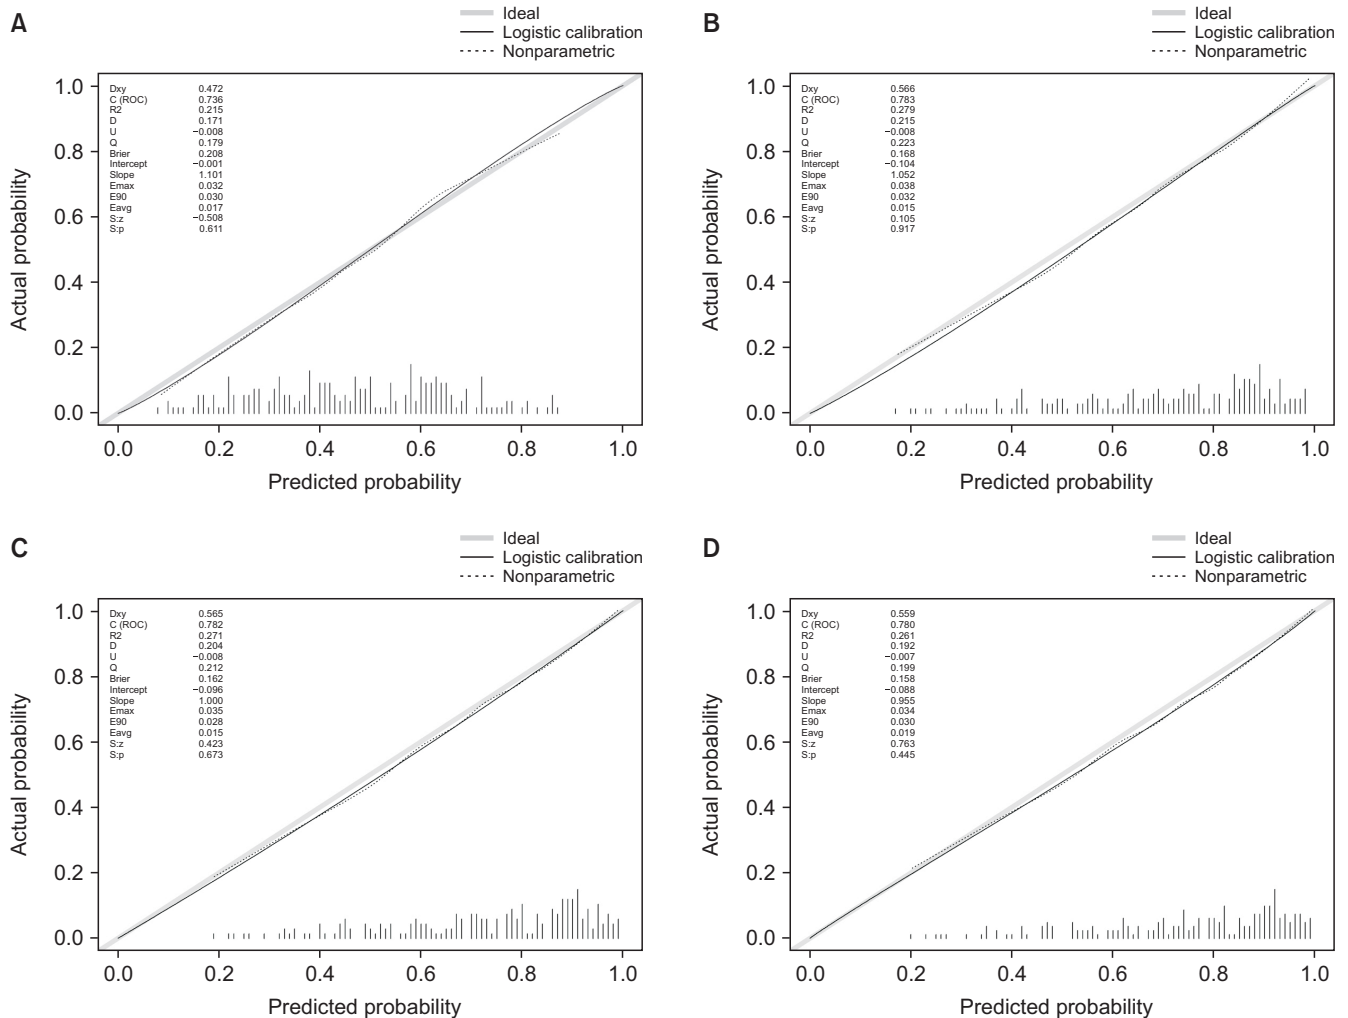 A
Ideal
Logistic calibration
Nonparametric
Actual probability
1.0
0.8
0.6
0.4
0.2
0.0
Dxy 0.472
C (ROC) 0.736
R2 0.215
D 0.171
U −0.008
Q 0.179
Brier 0.208
Intercept −0.001
Slope 1.101
Emax 0.032
E90 0.030
Eavg 0.017
S:z −0.508
S:p 0.611
0.0 0.2 0.4 0.6 0.8 1.0
Predicted probability
B
Ideal
Logistic calibration
Nonparametric
Actual probability
1.0
0.8
0.6
0.4
0.2
0.0
Dxy 0.566
C (ROC) 0.783
R2 0.279
D 0.215
U −0.008
Q 0.223
Brier 0.168
Intercept −0.104
Slope 1.052
Emax 0.038
E90 0.032
Eavg 0.015
S:z 0.105
S:p 0.917
0.0 0.2 0.4 0.6 0.8 1.0
Predicted probability
C
Ideal
Logistic calibration
Nonparametric
Actual probability
1.0
0.8
0.6
0.4
0.2
0.0
Dxy 0.565
C (ROC) 0.782
R2 0.271
D 0.204
U −0.008
Q 0.212
Brier 0.162
Intercept −0.096
Slope 1.000
Emax 0.035
E90 0.028
Eavg 0.015
S:z 0.423
S:p 0.673
0.0 0.2 0.4 0.6 0.8 1.0
Predicted probability
D
Ideal
Logistic calibration
Nonparametric
Actual probability
1.0
0.8
0.6
0.4
0.2
0.0
Dxy 0.559
C (ROC) 0.780
R2 0.261
D 0.192
U −0.007
Q 0.199
Brier 0.158
Intercept −0.088
Slope 0.955
Emax 0.034
E90 0.030
Eavg 0.019
S:z 0.763
S:p 0.445
0.0 0.2 0.4 0.6 0.8 1.0
Predicted probability